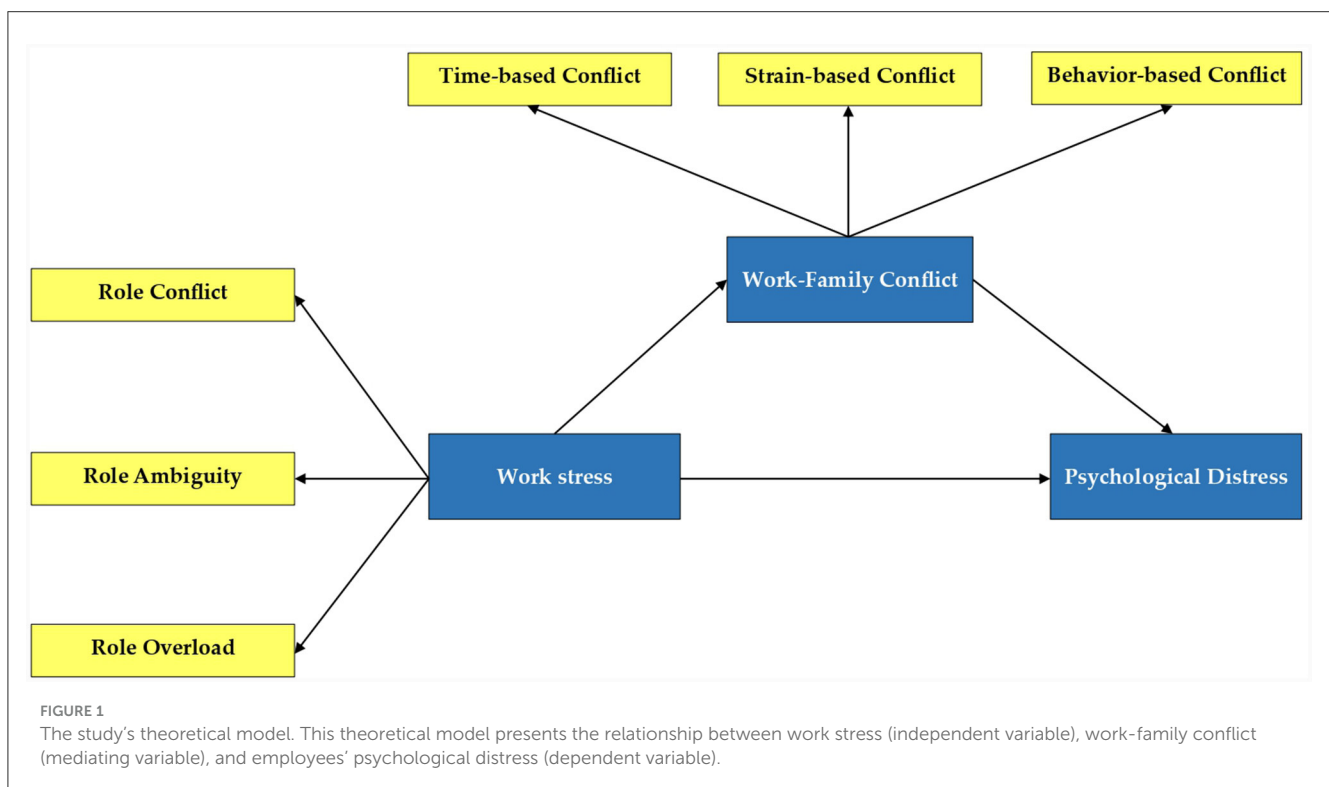 Time-based Conflict
Strain-based Conflict
Behavior-based Conflict
Work-Family Conflict
Role Conflict
Role Ambiguity
Work stress
Psychological Distress
Role Overload
FIGURE 1
The study's theoretical model. This theoretical model presents the relationship between work stress (independent variable), work-family conflict
(mediating variable), and employees' psychological distress (dependent variable).